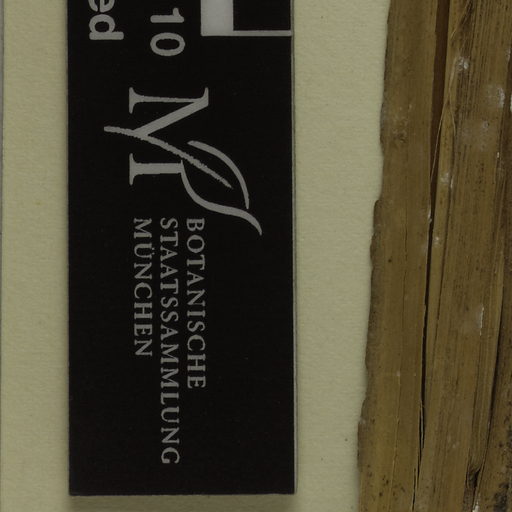 ed
10
M
BOTANISCHE
STAATSSAMMLUNG
MÜNCHEN